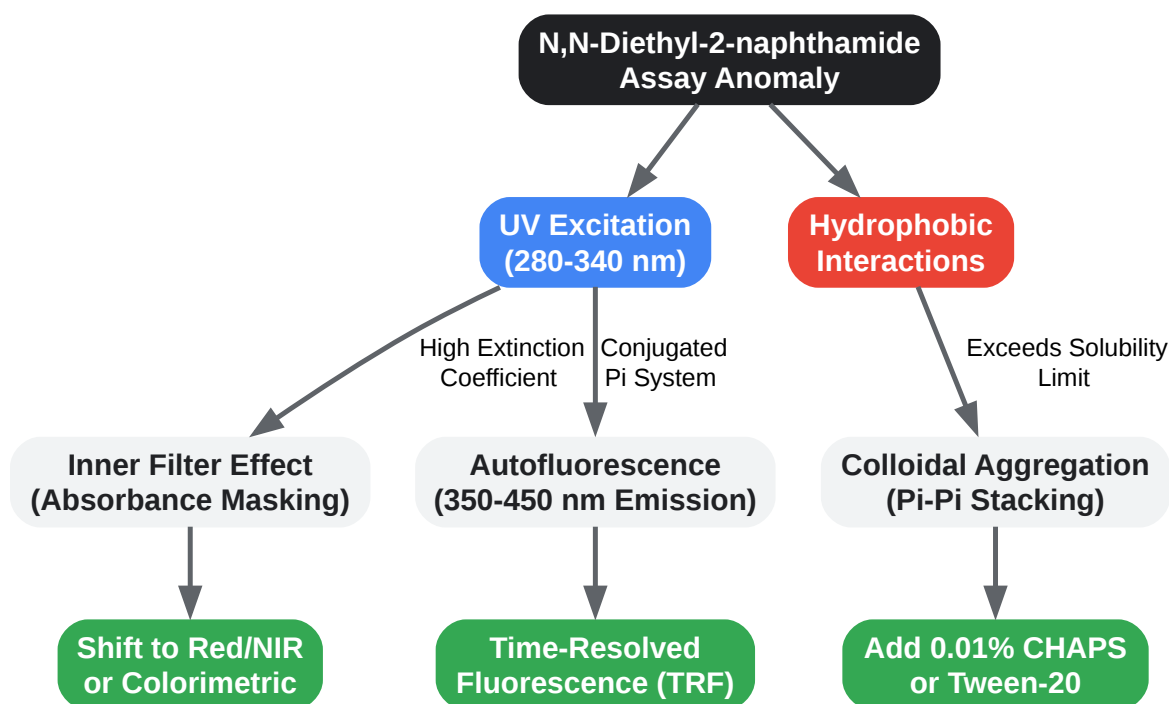 N,N-Diethyl-2-naphthamide
Assay Anomaly
UV Excitation
(280-340 nm)
Hydrophobic
Interactions
High Extinction
Coefficient
Conjugated
Pi System
Exceeds Solubility
Limit
Inner Filter Effect
(Absorbance Masking)
Autofluorescence
(350-450 nm Emission)
Colloidal Aggregation
(Pi-Pi Stacking)
Shift to Red/NIR
or Colorimetric
Time-Resolved
Fluorescence (TRF)
Add 0.01% CHAPS
or Tween-20